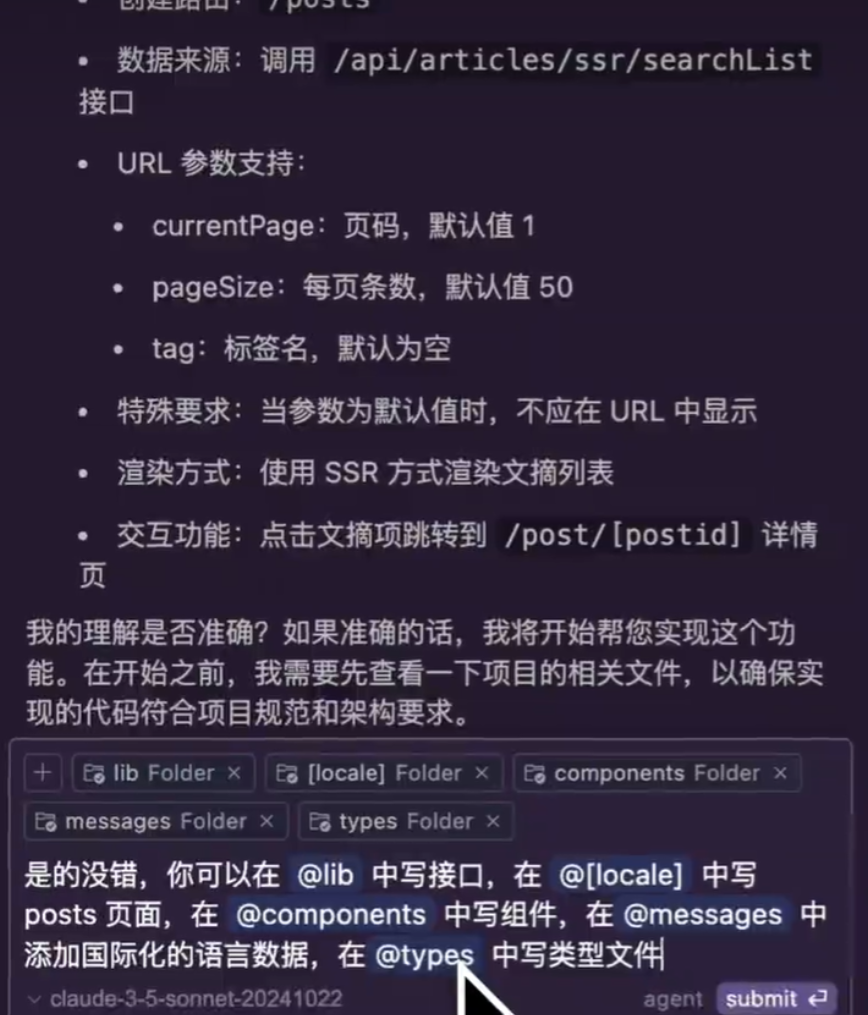 • 创建路由： /posts
• 数据来源：调用 /api/articles/ssr/searchList
接口
• URL 参数支持：
• currentPage：页码，默认值 1
• pageSize：每页条数，默认值 50
• tag：标签名，默认为空
• 特殊要求：当参数为默认值时，不应在 URL 中显示
• 渲染方式：使用 SSR 方式渲染文摘列表
• 交互功能：点击文摘项跳转到 /post/[postid] 详情
页
我的理解是否准确？如果准确的话，我将开始帮您实现这个功
能。在开始之前，我需要先查看一下项目的相关文件，以确保实
现的代码符合项目规范和架构要求。
+ lib Folder × [locale] Folder × components Folder ×
messages Folder × types Folder ×
是的没错，你可以在 @lib 中写接口，在 @[locale] 中写
posts 页面，在 @components 中写组件，在 @messages 中
添加国际化的语言数据，在 @types 中写类型文件
claude-3-5-sonnet-20241022 agent submit